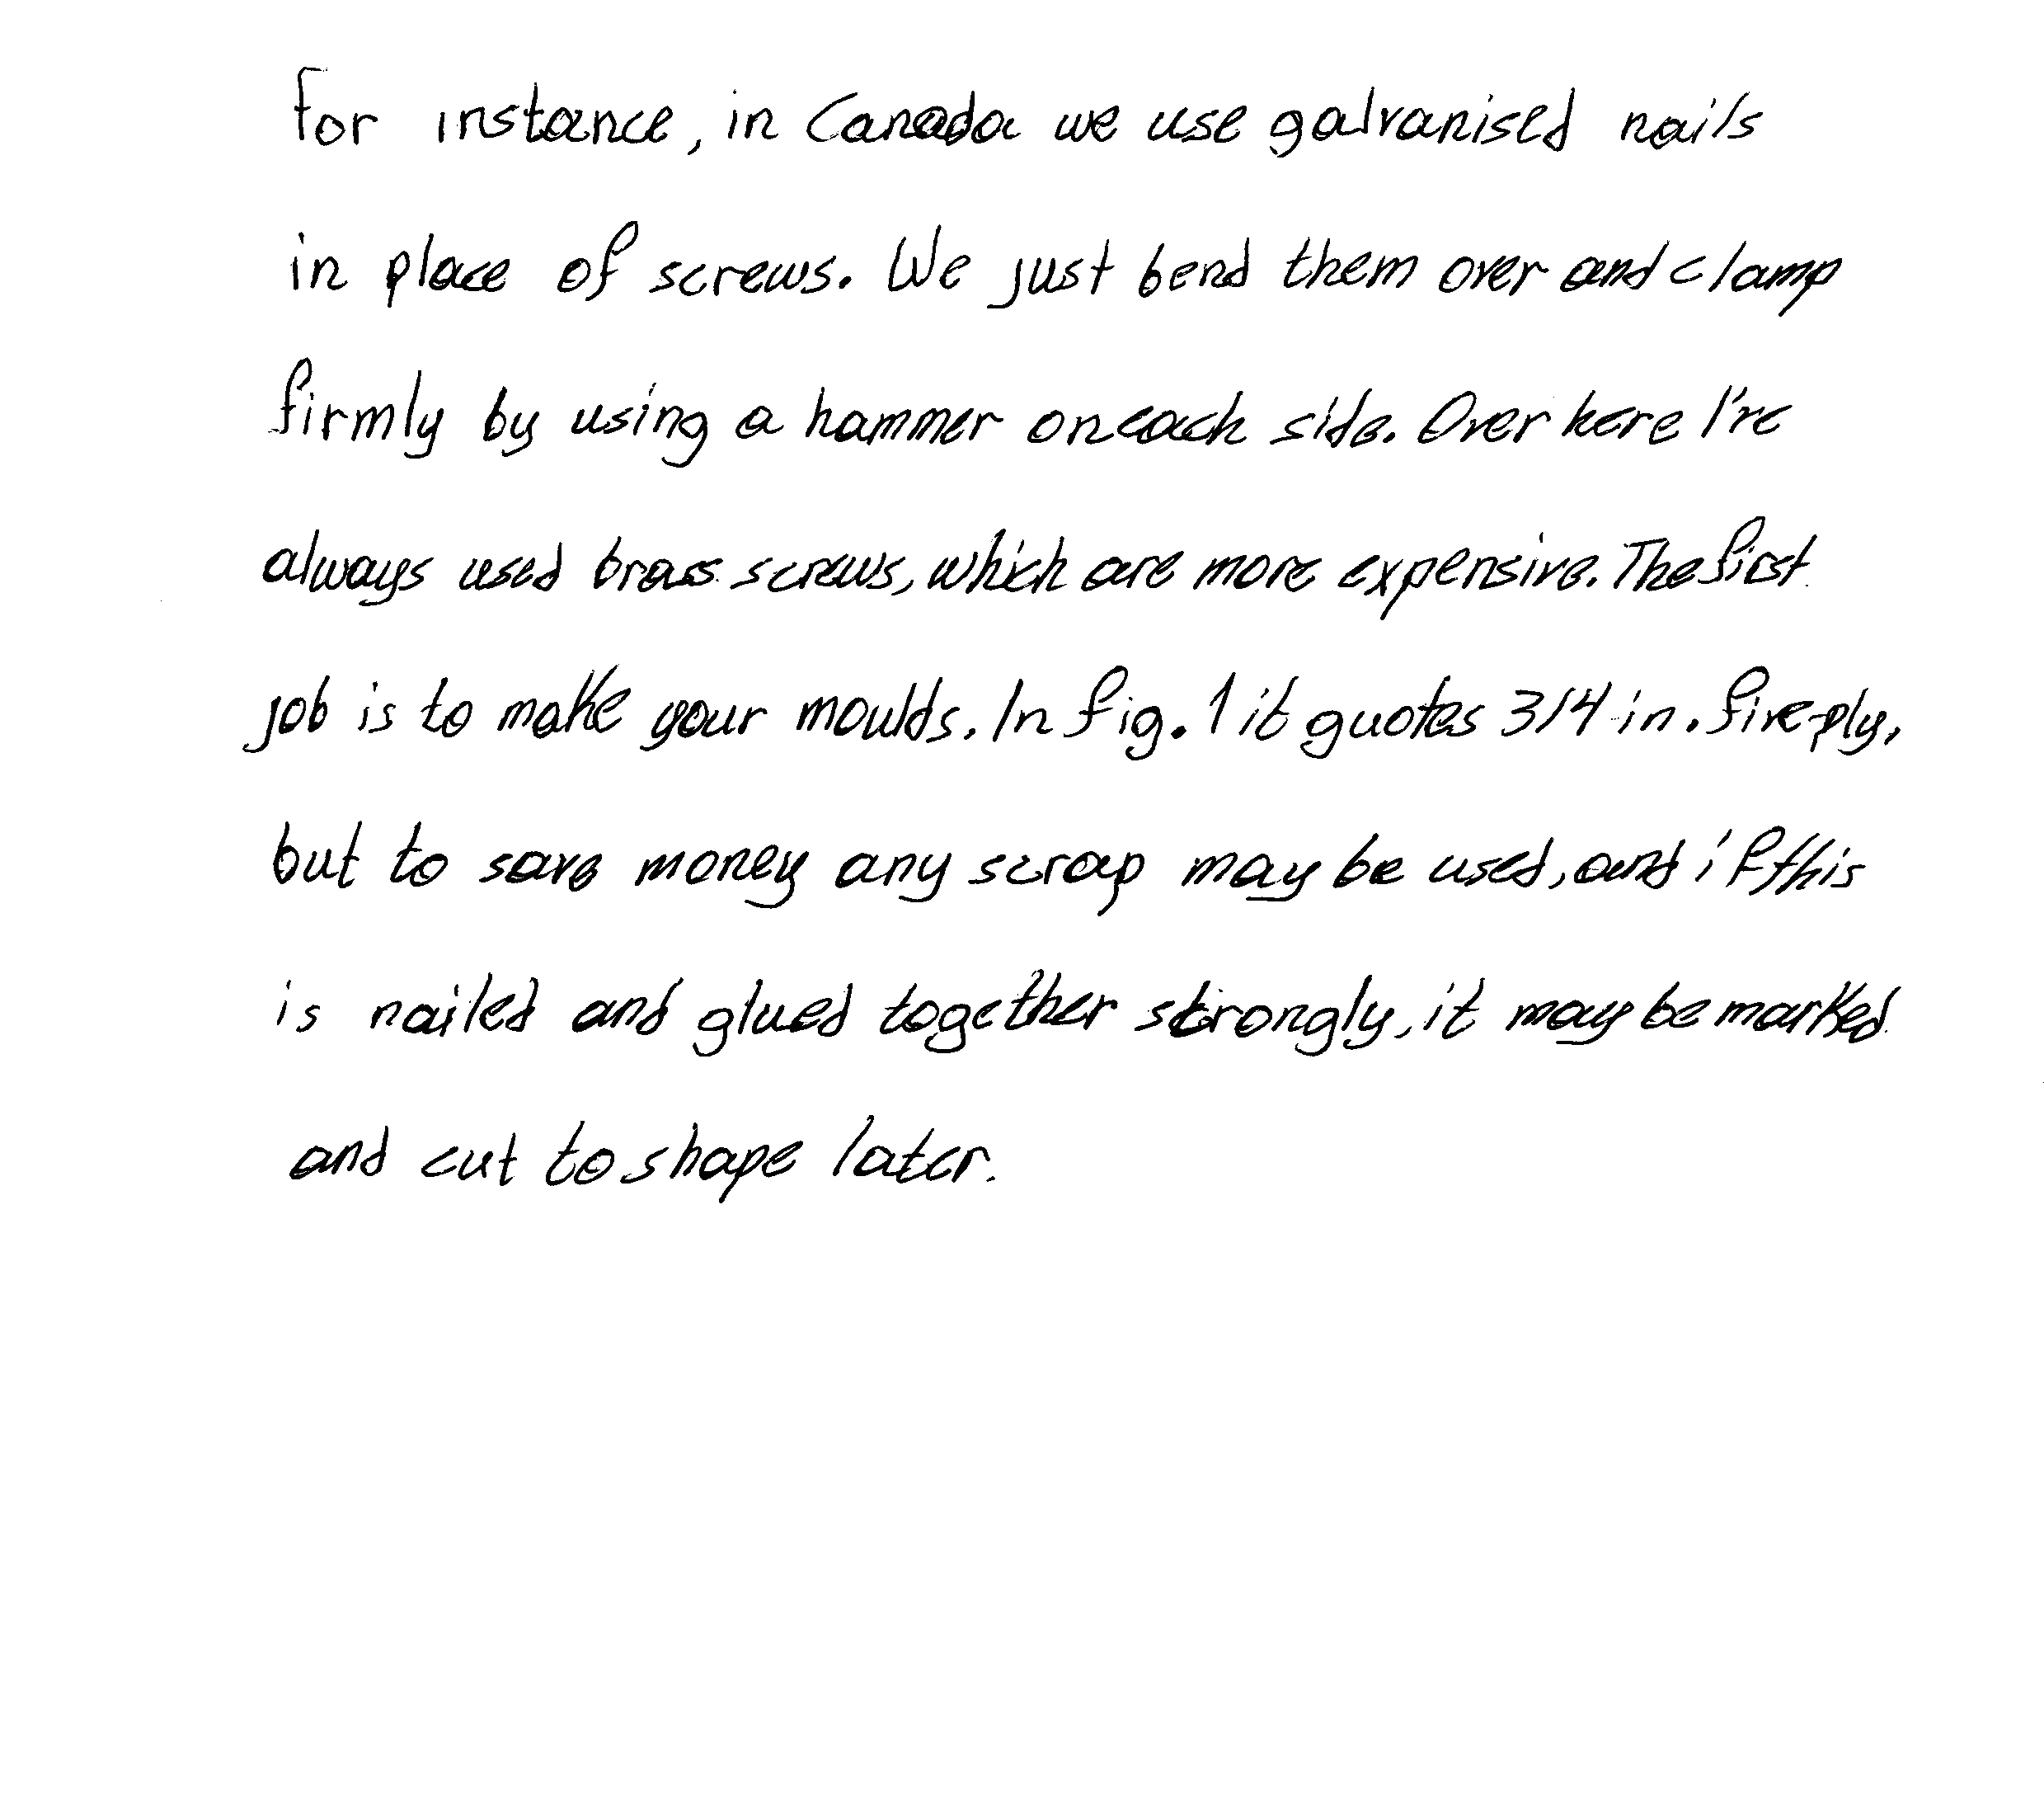 For instance, in Canada we use galvanised nails
in place of screws. We just bend them over and clamp
firmly by using a hammer on each side. Over here I've
always used brass screws, which are more expensive. The first
job is to make your moulds. In fig. 1 it quotes 3/4 in. five-ply,
but to save money any scrap may be used, and if this
is nailed and glued together strongly, it may be marked
and cut to shape later.